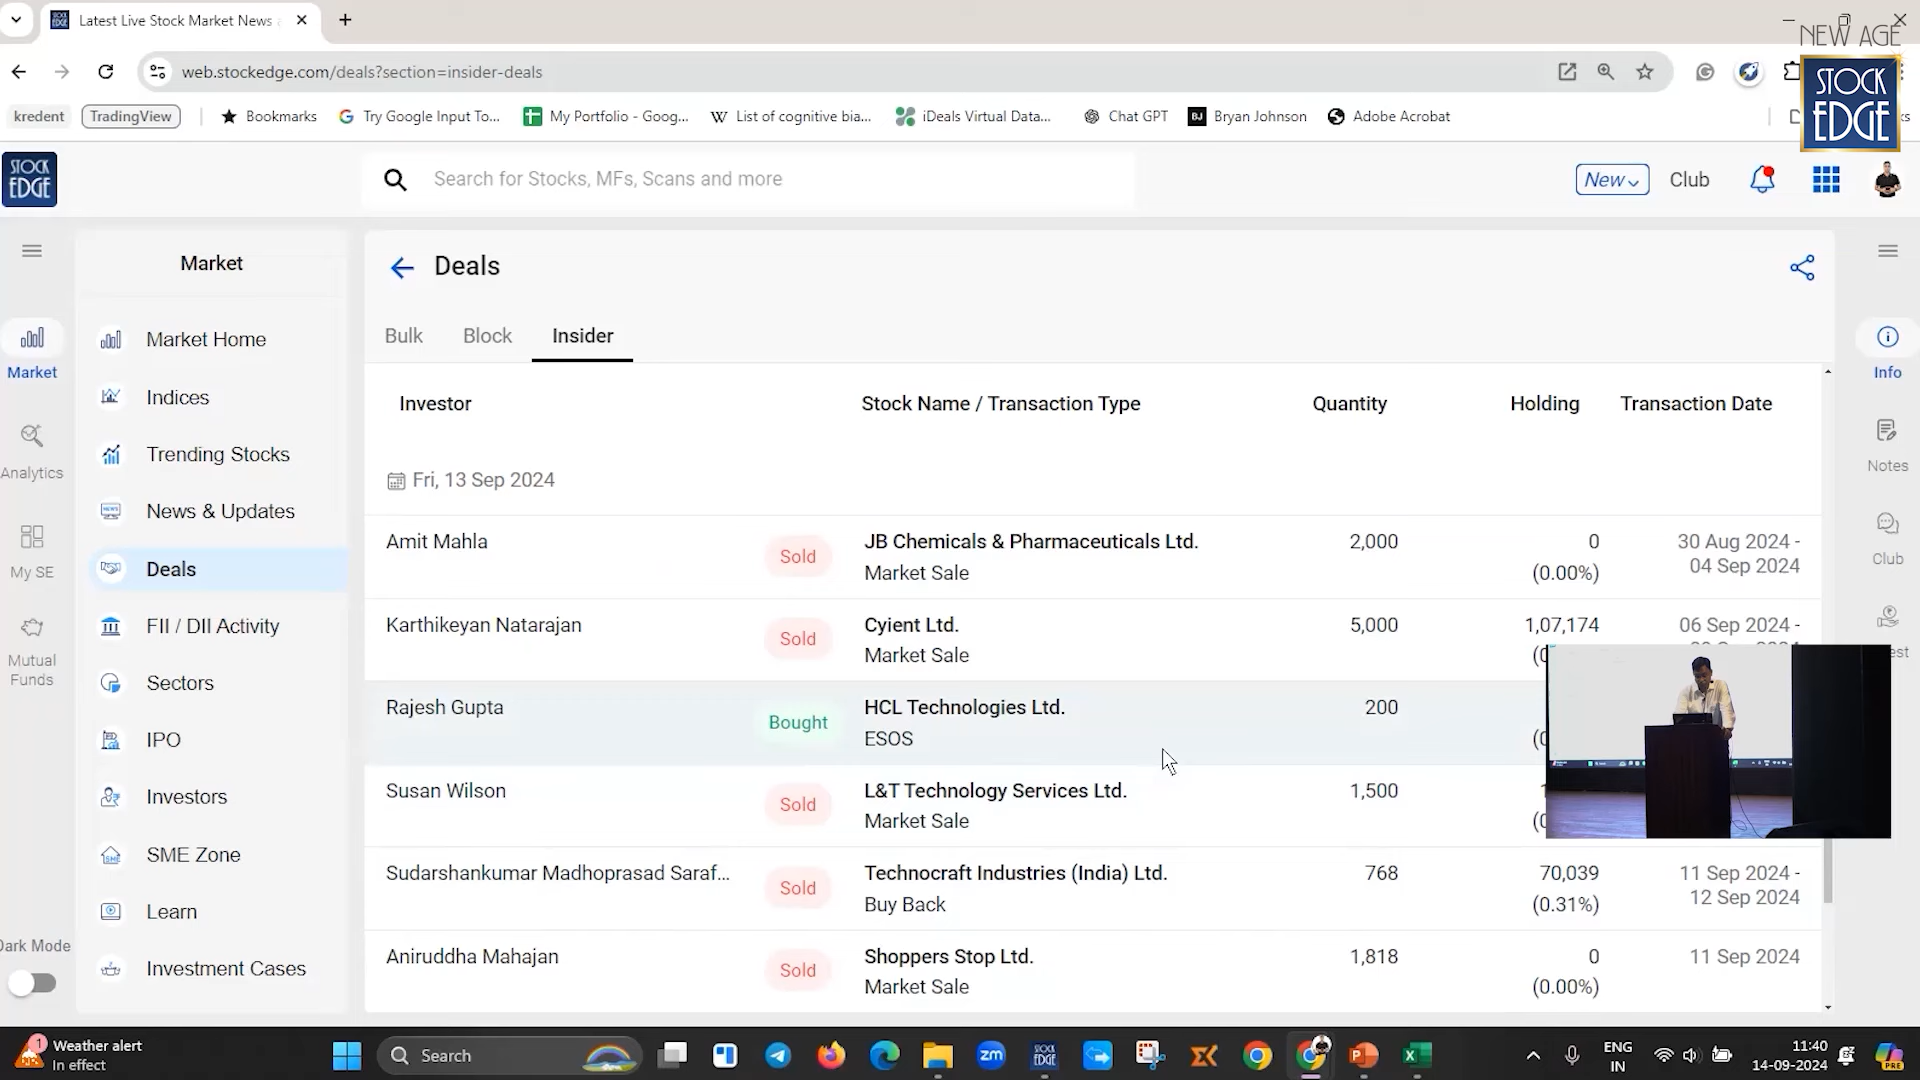 Latest Live Stock Market News
NEW AGE
STOCK
EDGE
web.stockedge.com/deals?section=insider-deals
kredent
TradingView
Bookmarks
Try Google Input To...
My Portfolio - Goog...
List of cognitive bia...
iDeals Virtual Data...
Chat GPT
BJ Bryan Johnson
Adobe Acrobat
STOCK
EDGE
Search for Stocks, MFs, Scans and more
New
Club
Market
Deals
Bulk
Block
Insider
Market
Analytics
My SE
Mutual
Funds
Dark Mode
Market Home
Indices
Trending Stocks
News & Updates
Deals
FII / DII Activity
Sectors
IPO
Investors
SME Zone
Learn
Investment Cases
Investor Stock Name / Transaction Type Quantity Holding Transaction Date
Fri, 13 Sep 2024
Amit Mahla Sold JB Chemicals & Pharmaceuticals Ltd. 2,000 0 30 Aug 2024 -
Market Sale (0.00%) 04 Sep 2024
Karthikeyan Natarajan Sold Cyient Ltd. 5,000 1,07,174 06 Sep 2024 -
Market Sale
Rajesh Gupta Bought HCL Technologies Ltd. 200
ESOS
Susan Wilson Sold L&T Technology Services Ltd. 1,500
Market Sale
Sudarshankumar Madhoprasad Saraf... Sold Technocraft Industries (India) Ltd. 768 70,039 11 Sep 2024 -
Buy Back (0.31%) 12 Sep 2024
Aniruddha Mahajan Sold Shoppers Stop Ltd. 1,818 0 11 Sep 2024
Market Sale (0.00%)
Info
Notes
Club
Weather alert
In effect
Search
zm
STOCK
EDGE
ENG
IN
11:40
14-09-2024
PRE